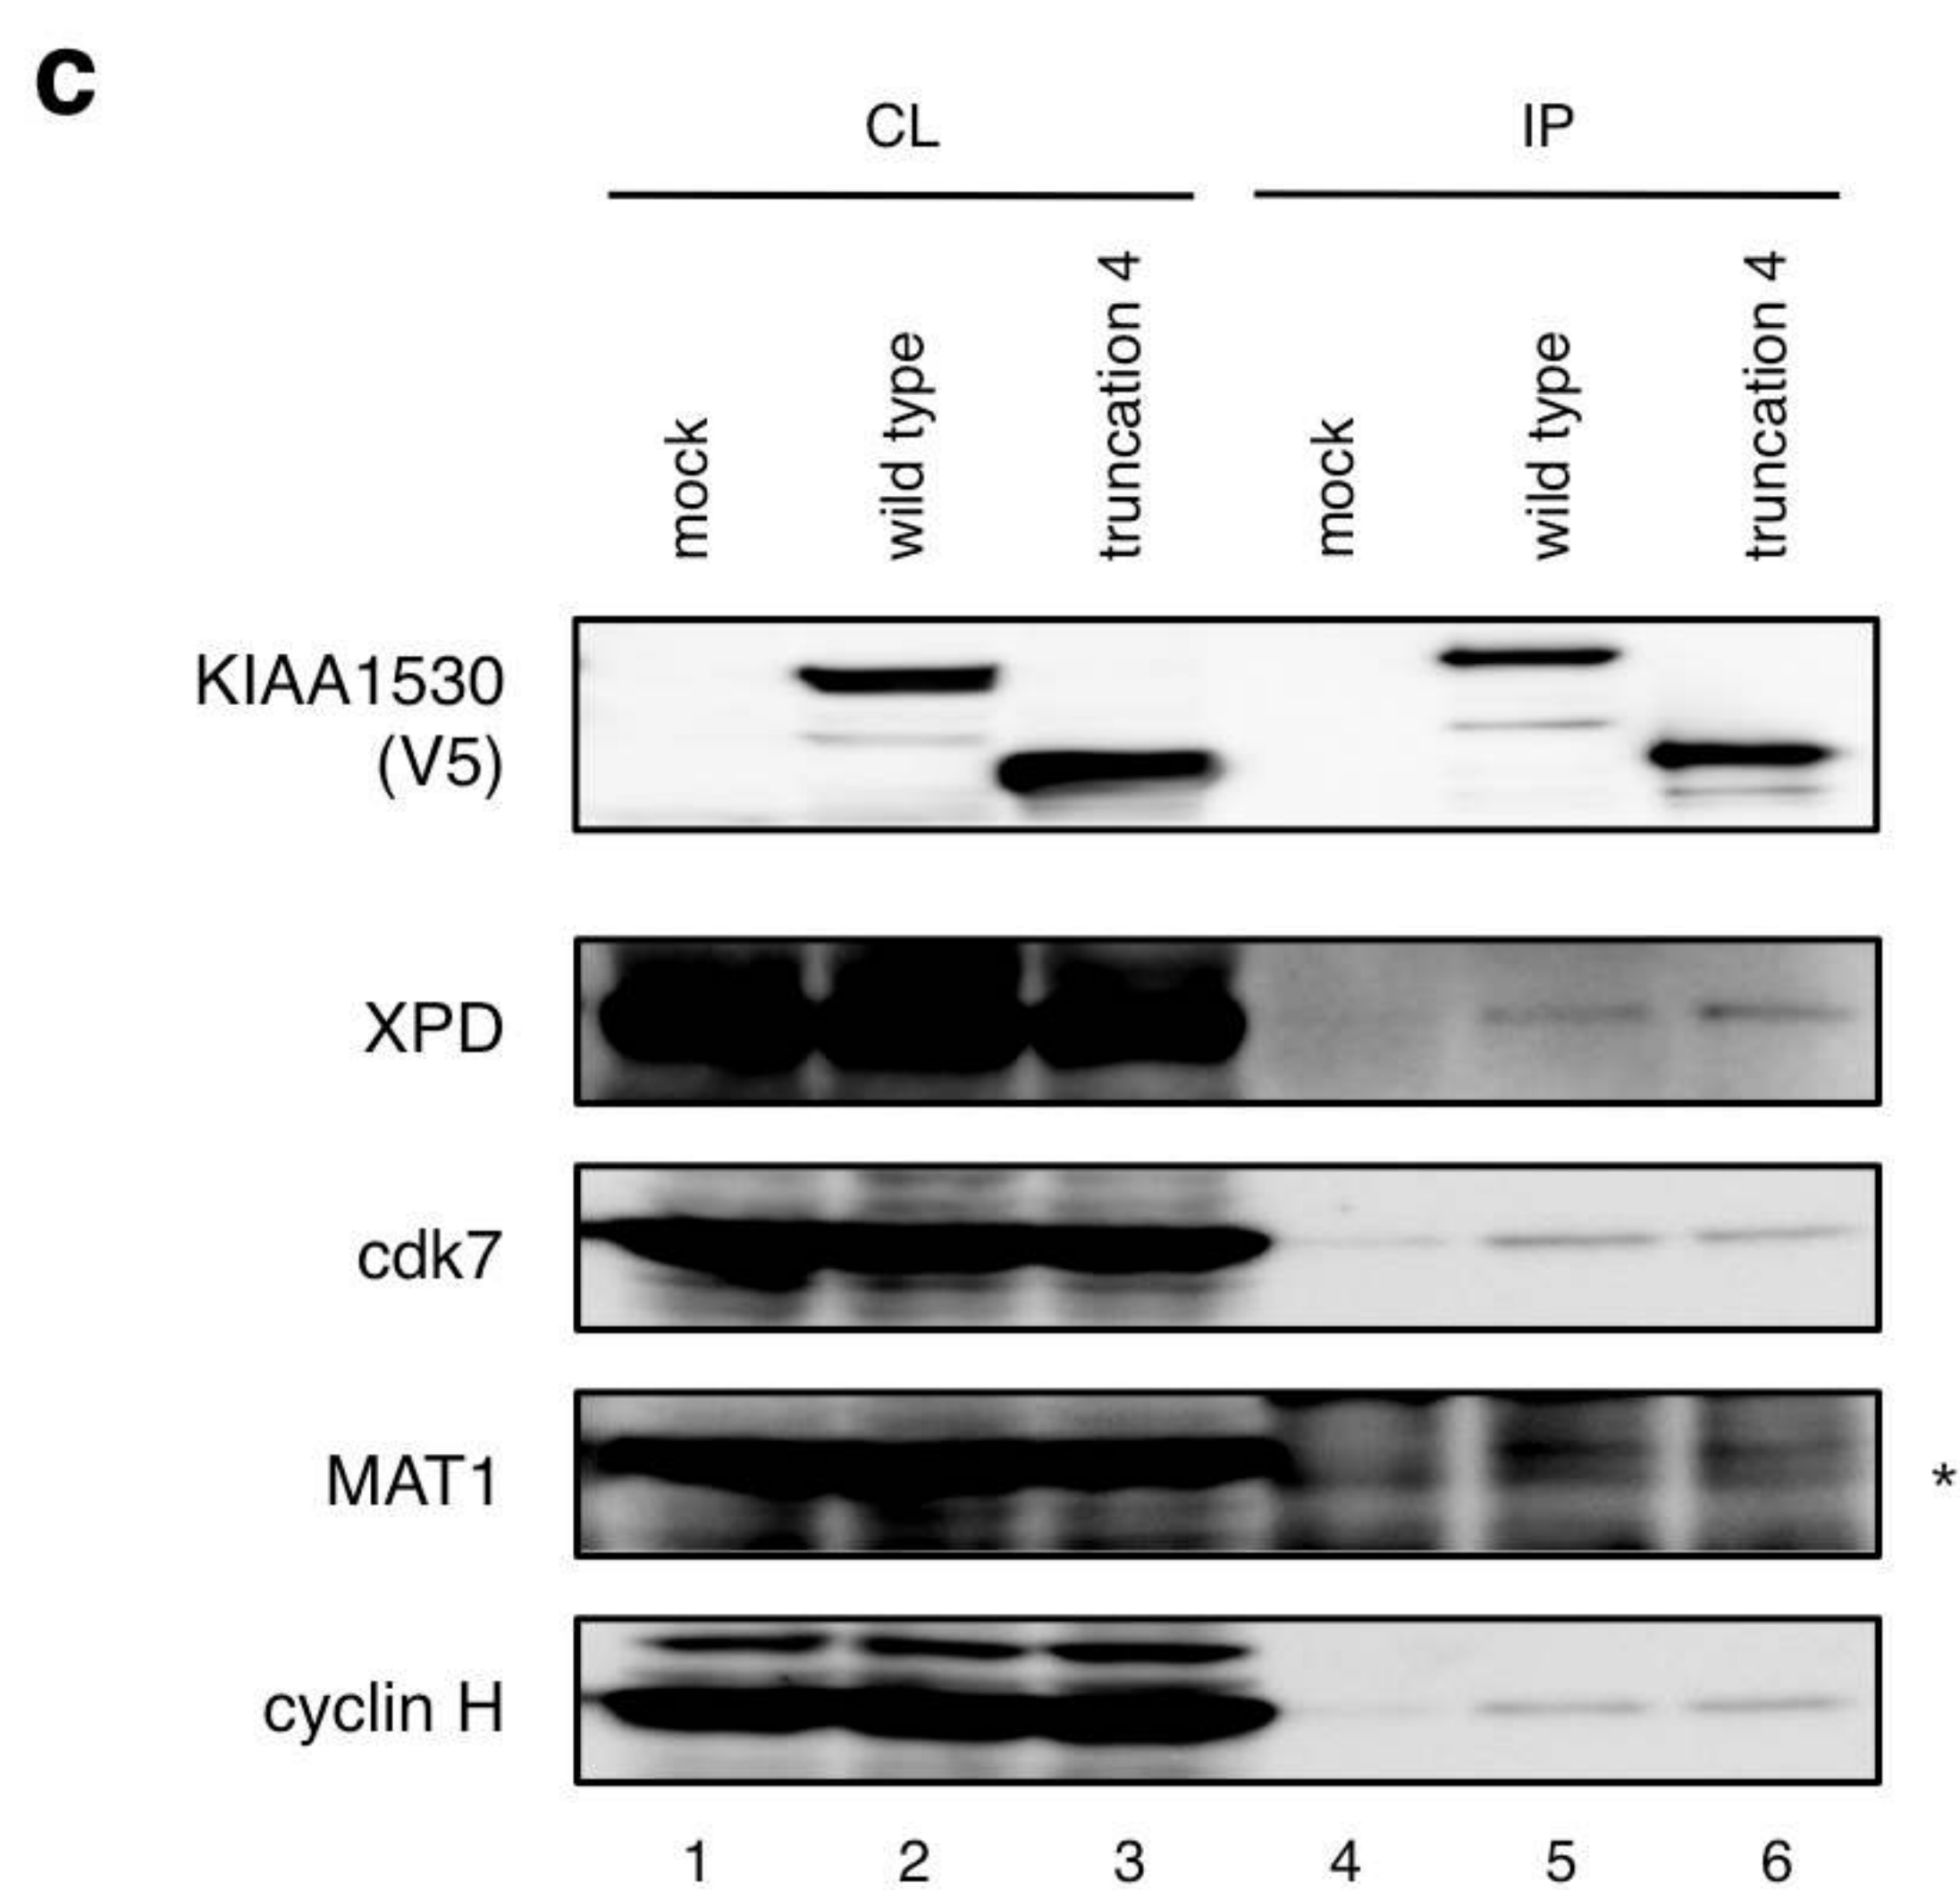 c
CL IP
mock wild type truncation 4 mock wild type truncation 4
KIAA1530
(V5)
XPD
cdk7
MAT1 *
cyclin H
1 2 3 4 5 6